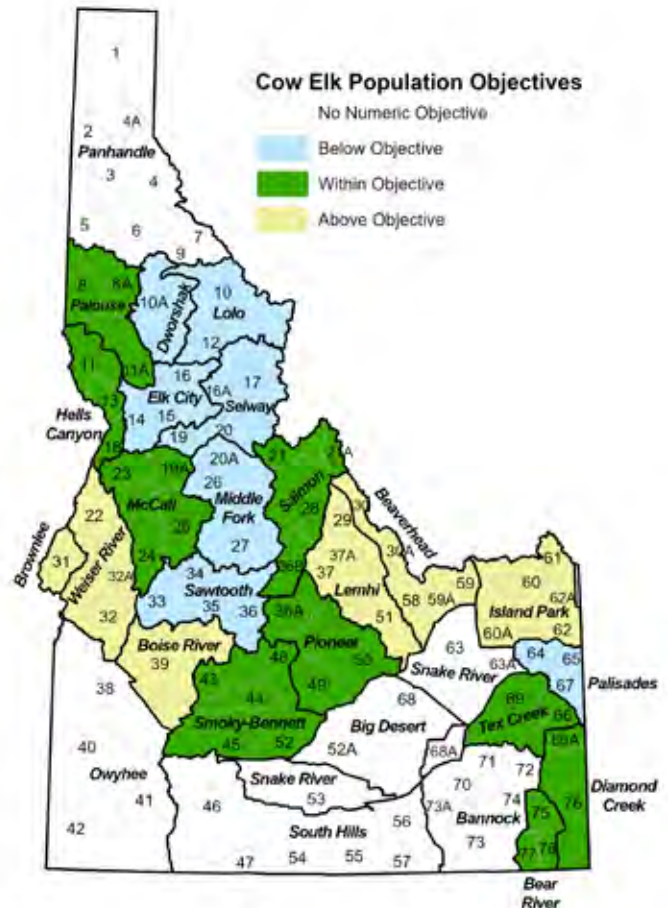 Cow Elk Population Objectives
No Numeric Objective
Below Objective
Within Objective
Above Objective
1
2
4A
Panhandle
3
4
5
6
7
9
8
8A
Palouse
10A
Dworshak
10
Lolo
12
11
11A
13
Hells
Canyon
18
16
Elk City
14
15
16A
17
Selway
19
20
23
19A
McCall
25
24
20A
26
Middle
Fork
27
21
21A
Salmon
28
36B
Brownlee
31
22
Weiser River
32A
32
33
34
Sawtooth
35
36
Beaverhead
30
30A
29
37A
37
Lemhi
51
58
59A
59
61
60
62A
Island Park
60A
62
Boise River
39
36A
Pioneer
48
50
49
43
44
Smoky-Bennett
45
52
63
63A
Snake River
64
65
67
Palisades
69
Tex Creek
66
66A
68
Big Desert
52A
68A
38
40
Owyhee
41
42
Snake River
53
46
South Hills
56
47
54
55
57
71
72
70
74
73A
Bannock
73
75
76
77
78
Diamond
Creek
Bear
River